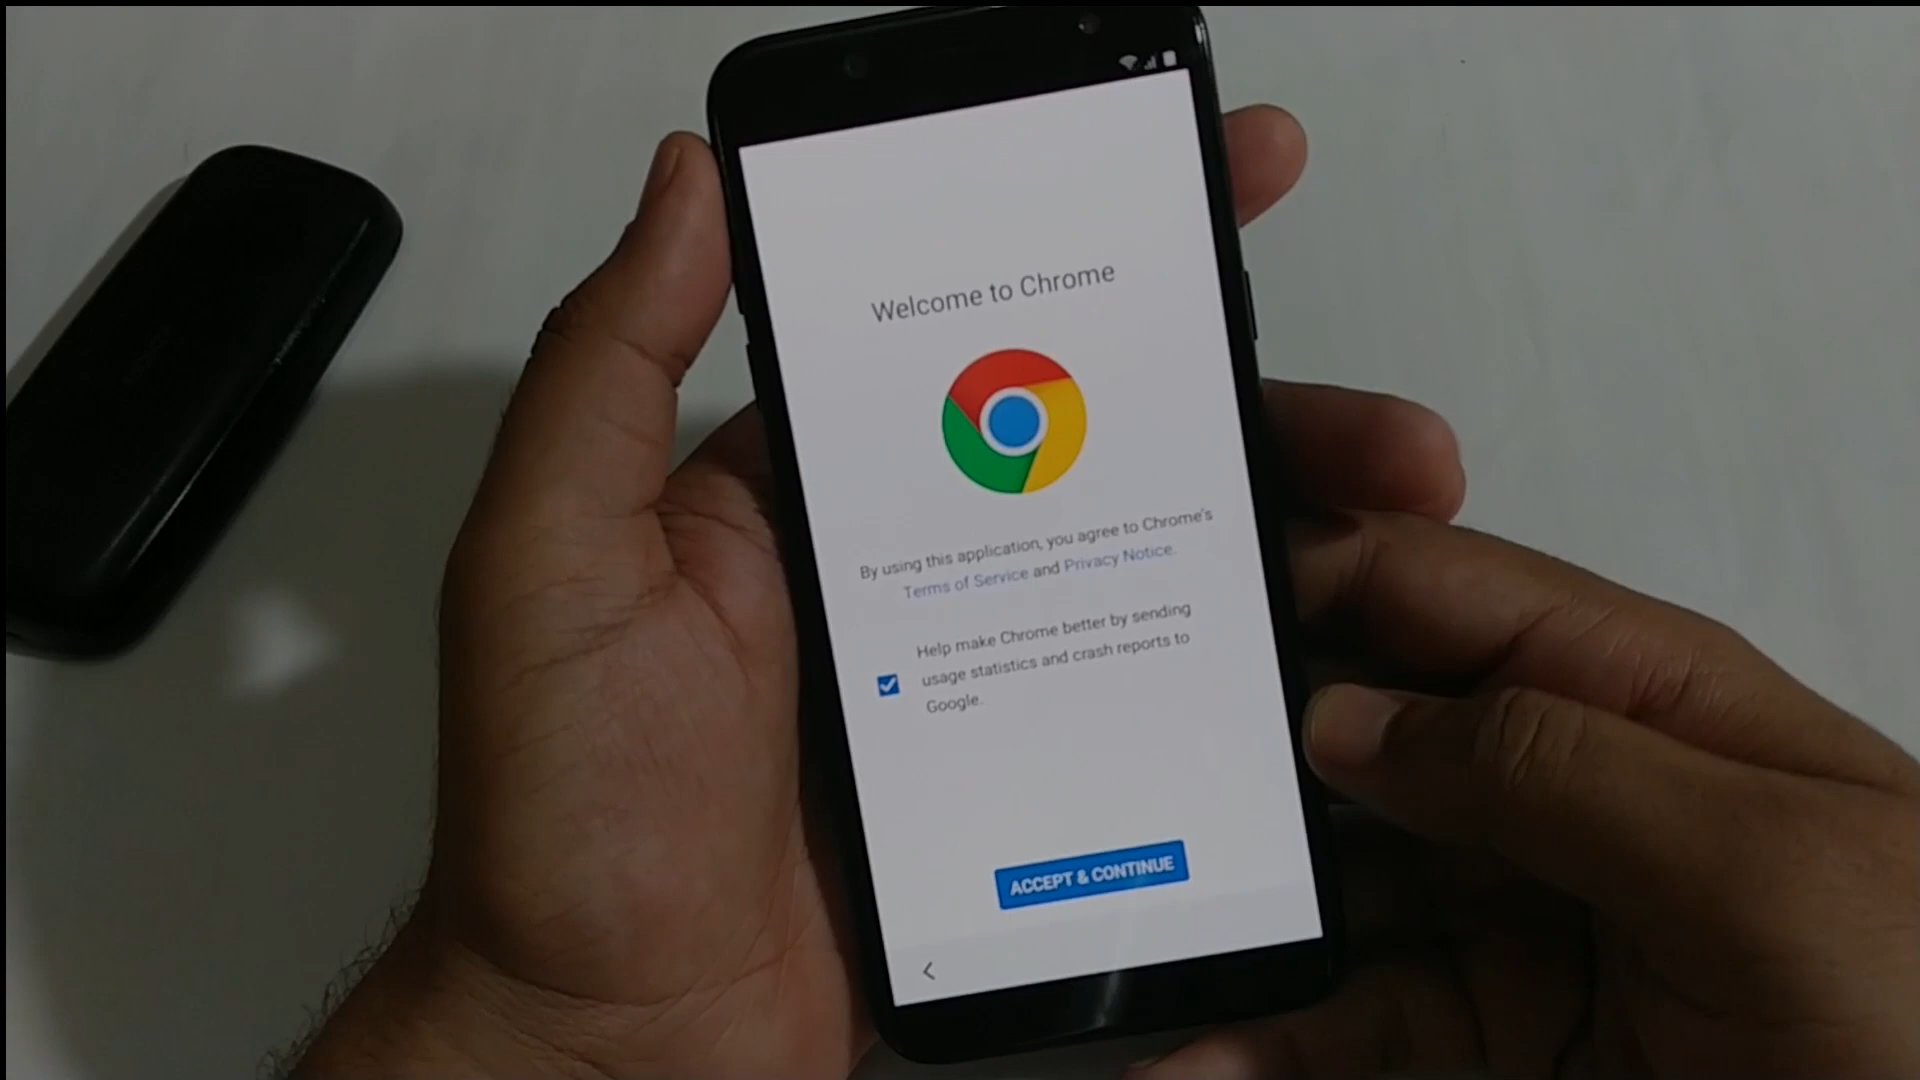 Welcome to Chrome
By using this application, you agree to Chrome's
Terms of Service and Privacy Notice.
Help make Chrome better by sending
usage statistics and crash reports to
Google.
ACCEPT & CONTINUE